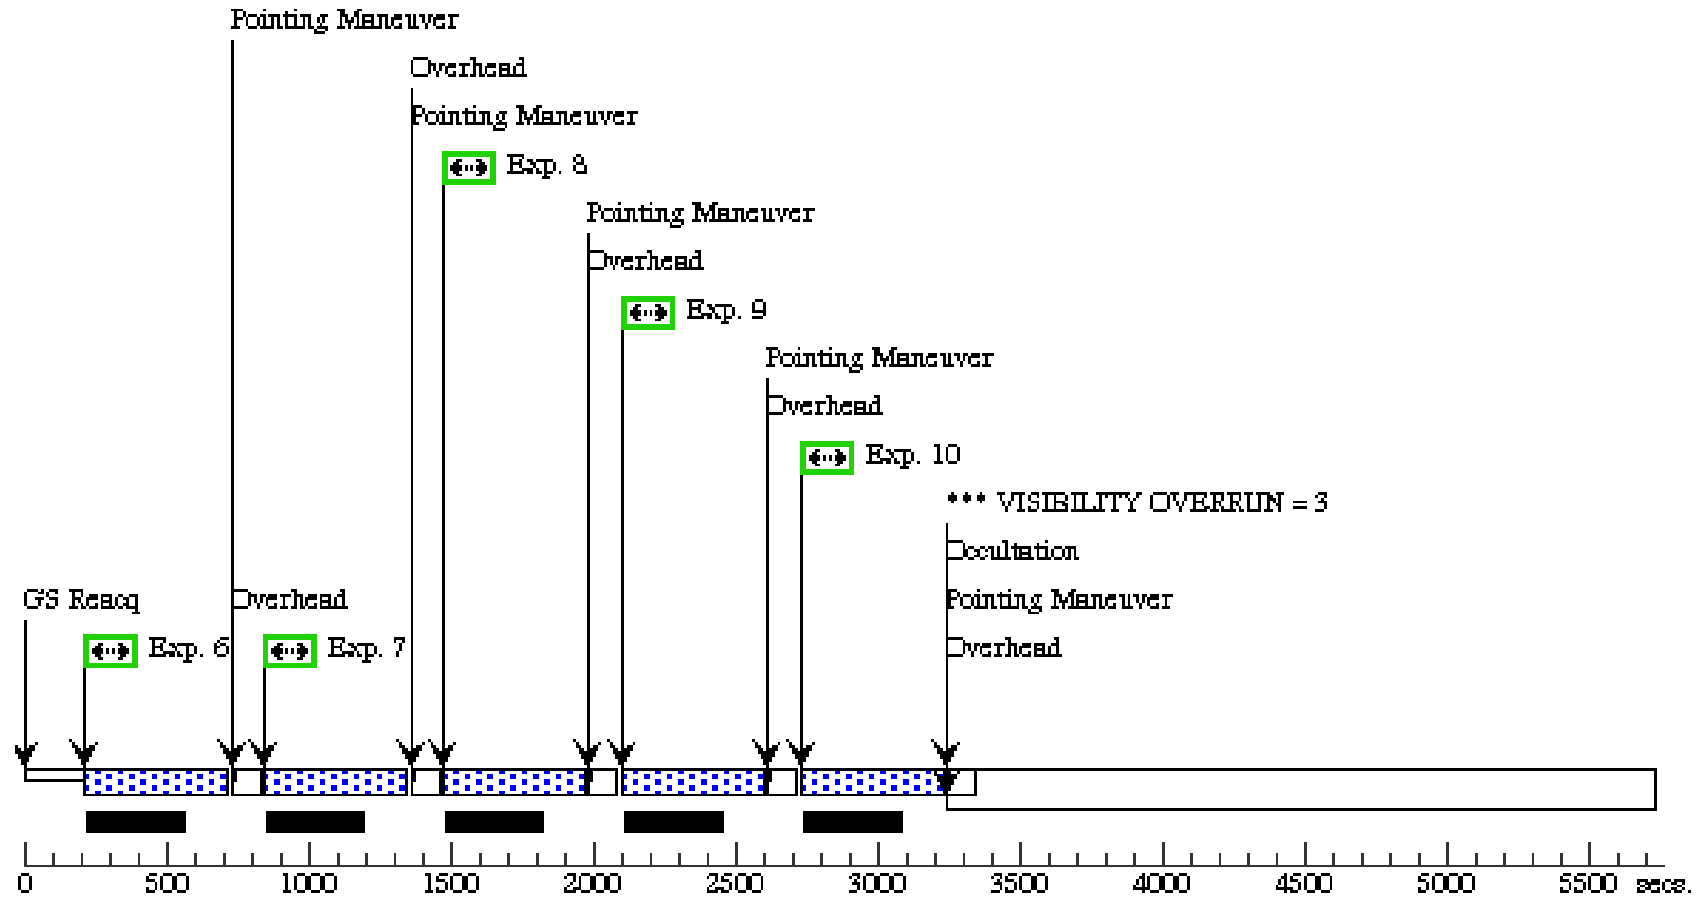 Pointing Maneuver
Overhead
Pointing Maneuver
Exp. 8
Pointing Maneuver
Overhead
Exp. 9
Pointing Maneuver
Overhead
Exp. 10
*** VISIBILITY OVERRUN = 3
Occultation
GS Reacq
Overhead
Pointing Maneuver
Exp. 6
Exp. 7
Overhead
0 500 1000 1500 2000 2500 3000 3500 4000 4500 5000 5500 secs.